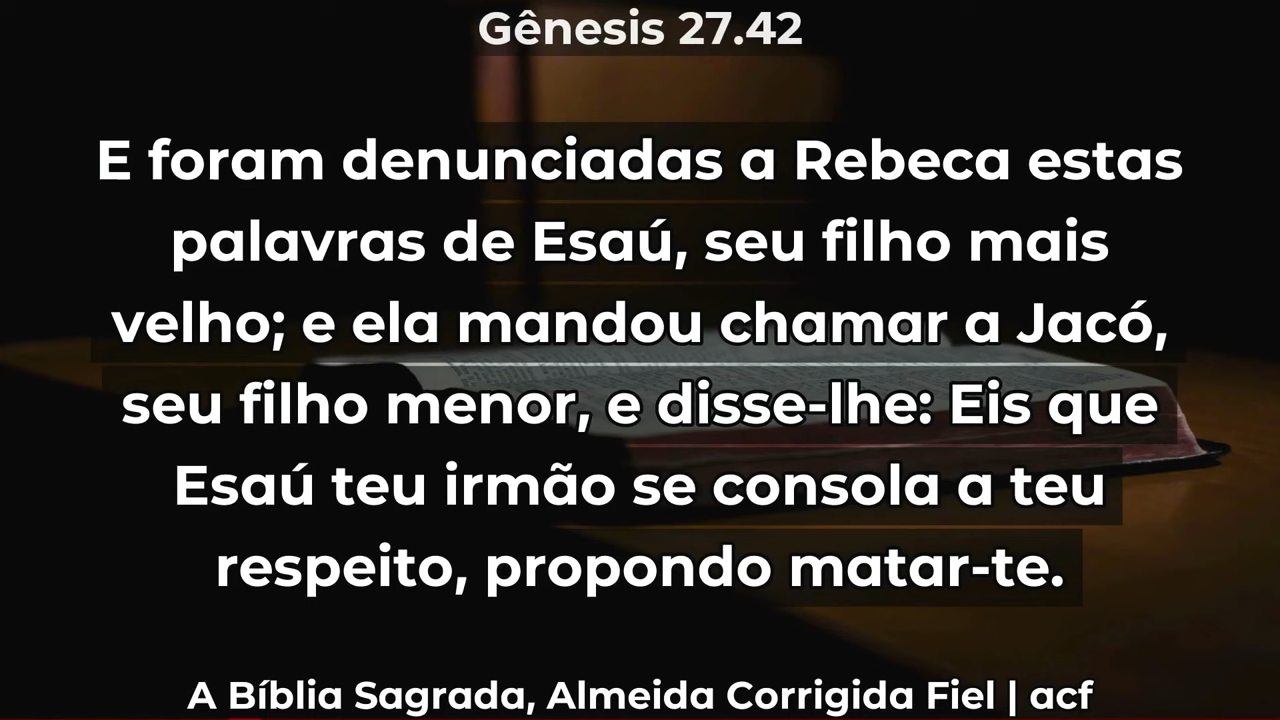 Gênesis 27.42
E foram denunciadas a Rebeca estas
palavras de Esaú, seu filho mais
velho; e ela mandou chamar a Jacó,
seu filho menor, e disse-lhe: Eis que
Esaú teu irmão se consola a teu
respeito, propondo matar-te.
A Bíblia Sagrada, Almeida Corrigida Fiel | acf